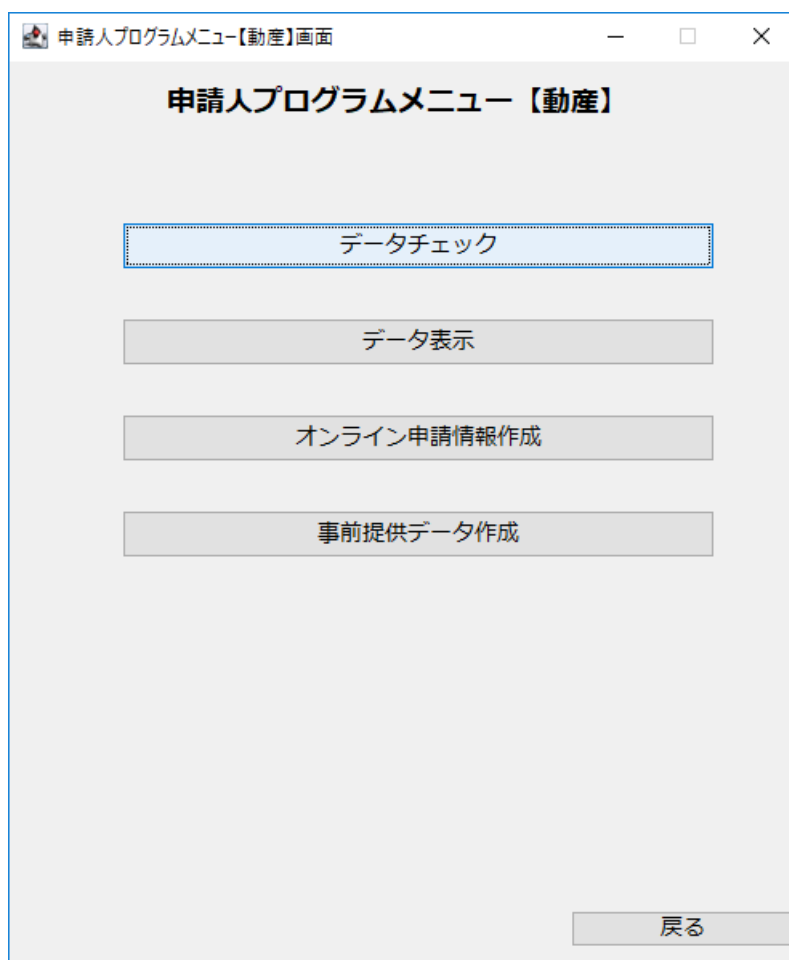 申請人プログラムメニュー【動産】画面
申請人プログラムメニュー【動産】
データチェック
データ表示
オンライン申請情報作成
事前提供データ作成
戻る